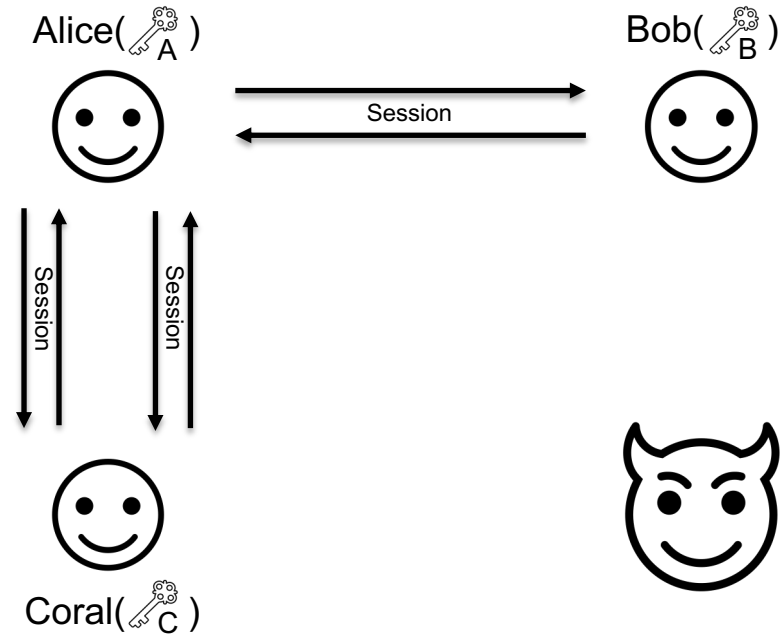 Alice( A )
Bob( B )
Session
Session
Session
Coral( C )